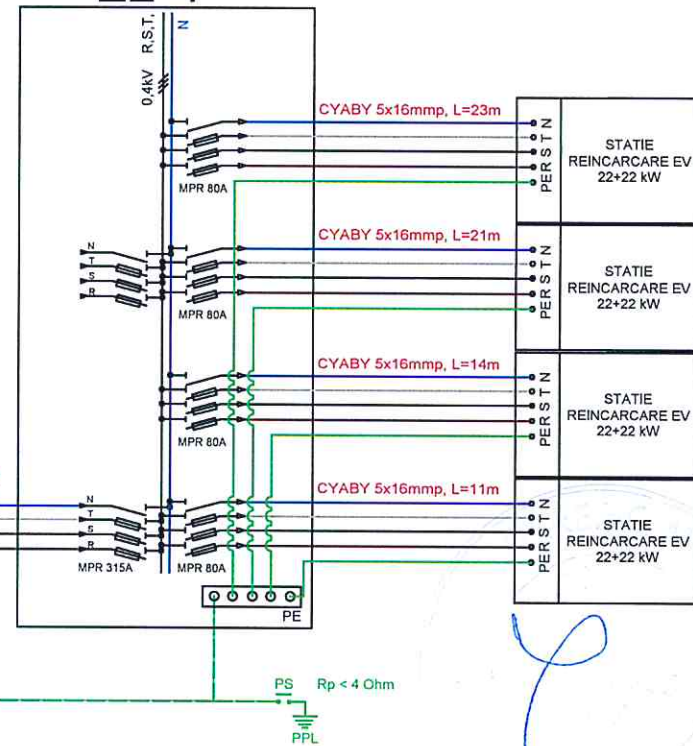 0,4kV R,S,T,
N
CYABY 5x16mmp, L=23m
MPR 80A
N
T
S
R
PE
STATIE
REINCARCARE EV
22+22 kW
N
T
S
R
CYABY 5x16mmp, L=21m
MPR 80A
N
T
S
R
PE
STATIE
REINCARCARE EV
22+22 kW
CYABY 5x16mmp, L=14m
MPR 80A
N
T
S
R
PE
STATIE
REINCARCARE EV
22+22 kW
N
T
S
R
MPR 315A
CYABY 5x16mmp, L=11m
MPR 80A
N
T
S
R
PE
STATIE
REINCARCARE EV
22+22 kW
PE
PS
Rp < 4 Ohm
PPL